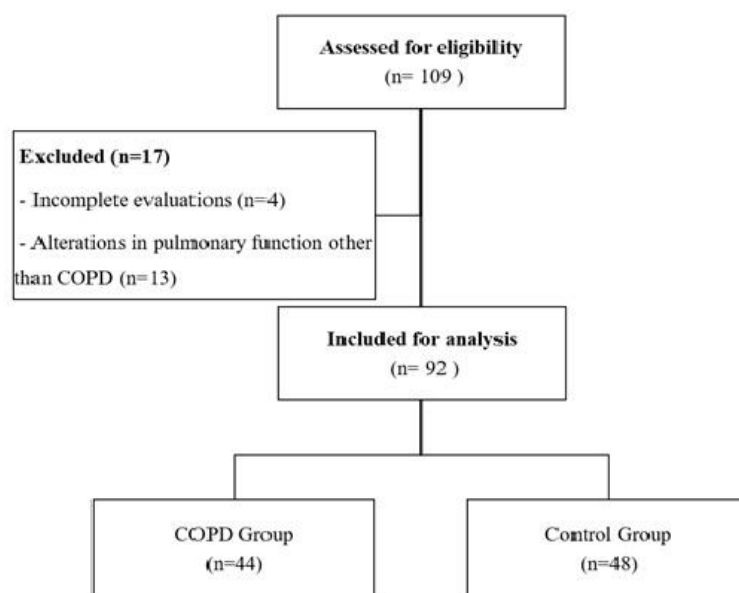 Assessed for eligibility
(n= 109 )
Excluded (n=17)
- Incomplete evaluations (n=4)
- Alterations in pulmonary function other
than COPD (n=13)
Included for analysis
(n= 92 )
COPD Group
(n=44)
Control Group
(n=48)